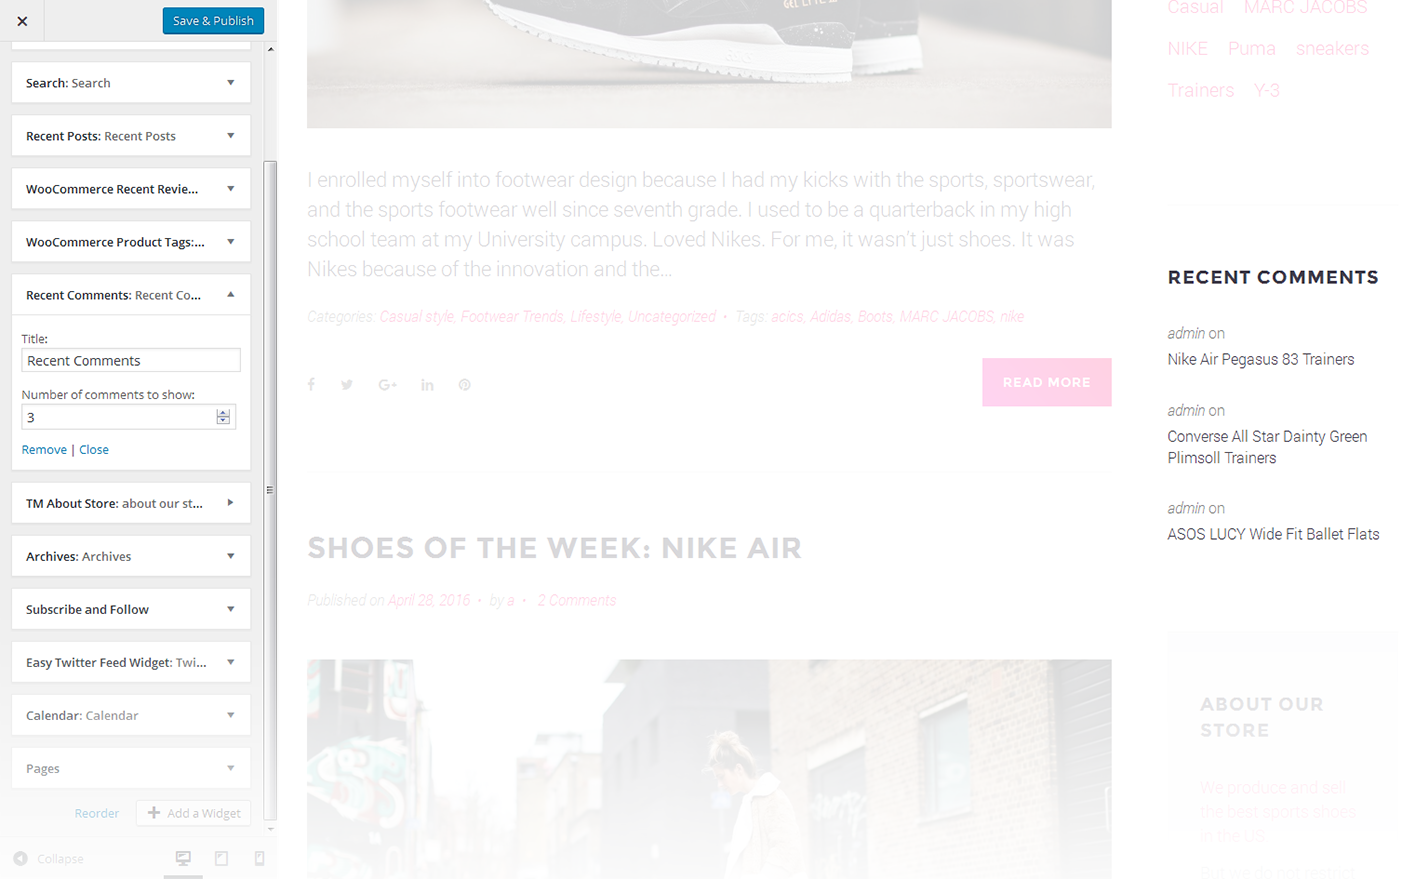 Save & Publish
Search: Search
Recent Posts: Recent Posts
WooCommerce Recent Revie...
WooCommerce Product Tags:...
Recent Comments: Recent Co...
Title:
Recent Comments
Number of comments to show:
3
Remove | Close
TM About Store: about our st...
Archives: Archives
Subscribe and Follow
Easy Twitter Feed Widget: Twi...
Calendar: Calendar
Pages
Reorder
Add a Widget
Collapse
GEL LYTE
I enrolled myself into footwear design because I had my kicks with the sports, sportswear,
and the sports footwear well since seventh grade. I used to be a quarterback in my high
school team at my University campus. Loved Nikes. For me, it wasn’t just shoes. It was
Nikes because of the innovation and the...
Categories: Casual style, Footwear Trends, Lifestyle, Uncategorized • Tags: acics, Adidas, Boots, MARC JACOBS, nike
READ MORE
SHOES OF THE WEEK: NIKE AIR
Published on April 28, 2016 • by a • 2 Comments
Casual MARC JACOBS
NIKE Puma sneakers
Trainers Y-3
RECENT COMMENTS
admin on
Nike Air Pegasus 83 Trainers
admin on
Converse All Star Dainty Green
Plimsoll Trainers
admin on
ASOS LUCY Wide Fit Ballet Flats
ABOUT OUR
STORE
We produce and sell
the best sports shoes
in the US
But we do not restrict